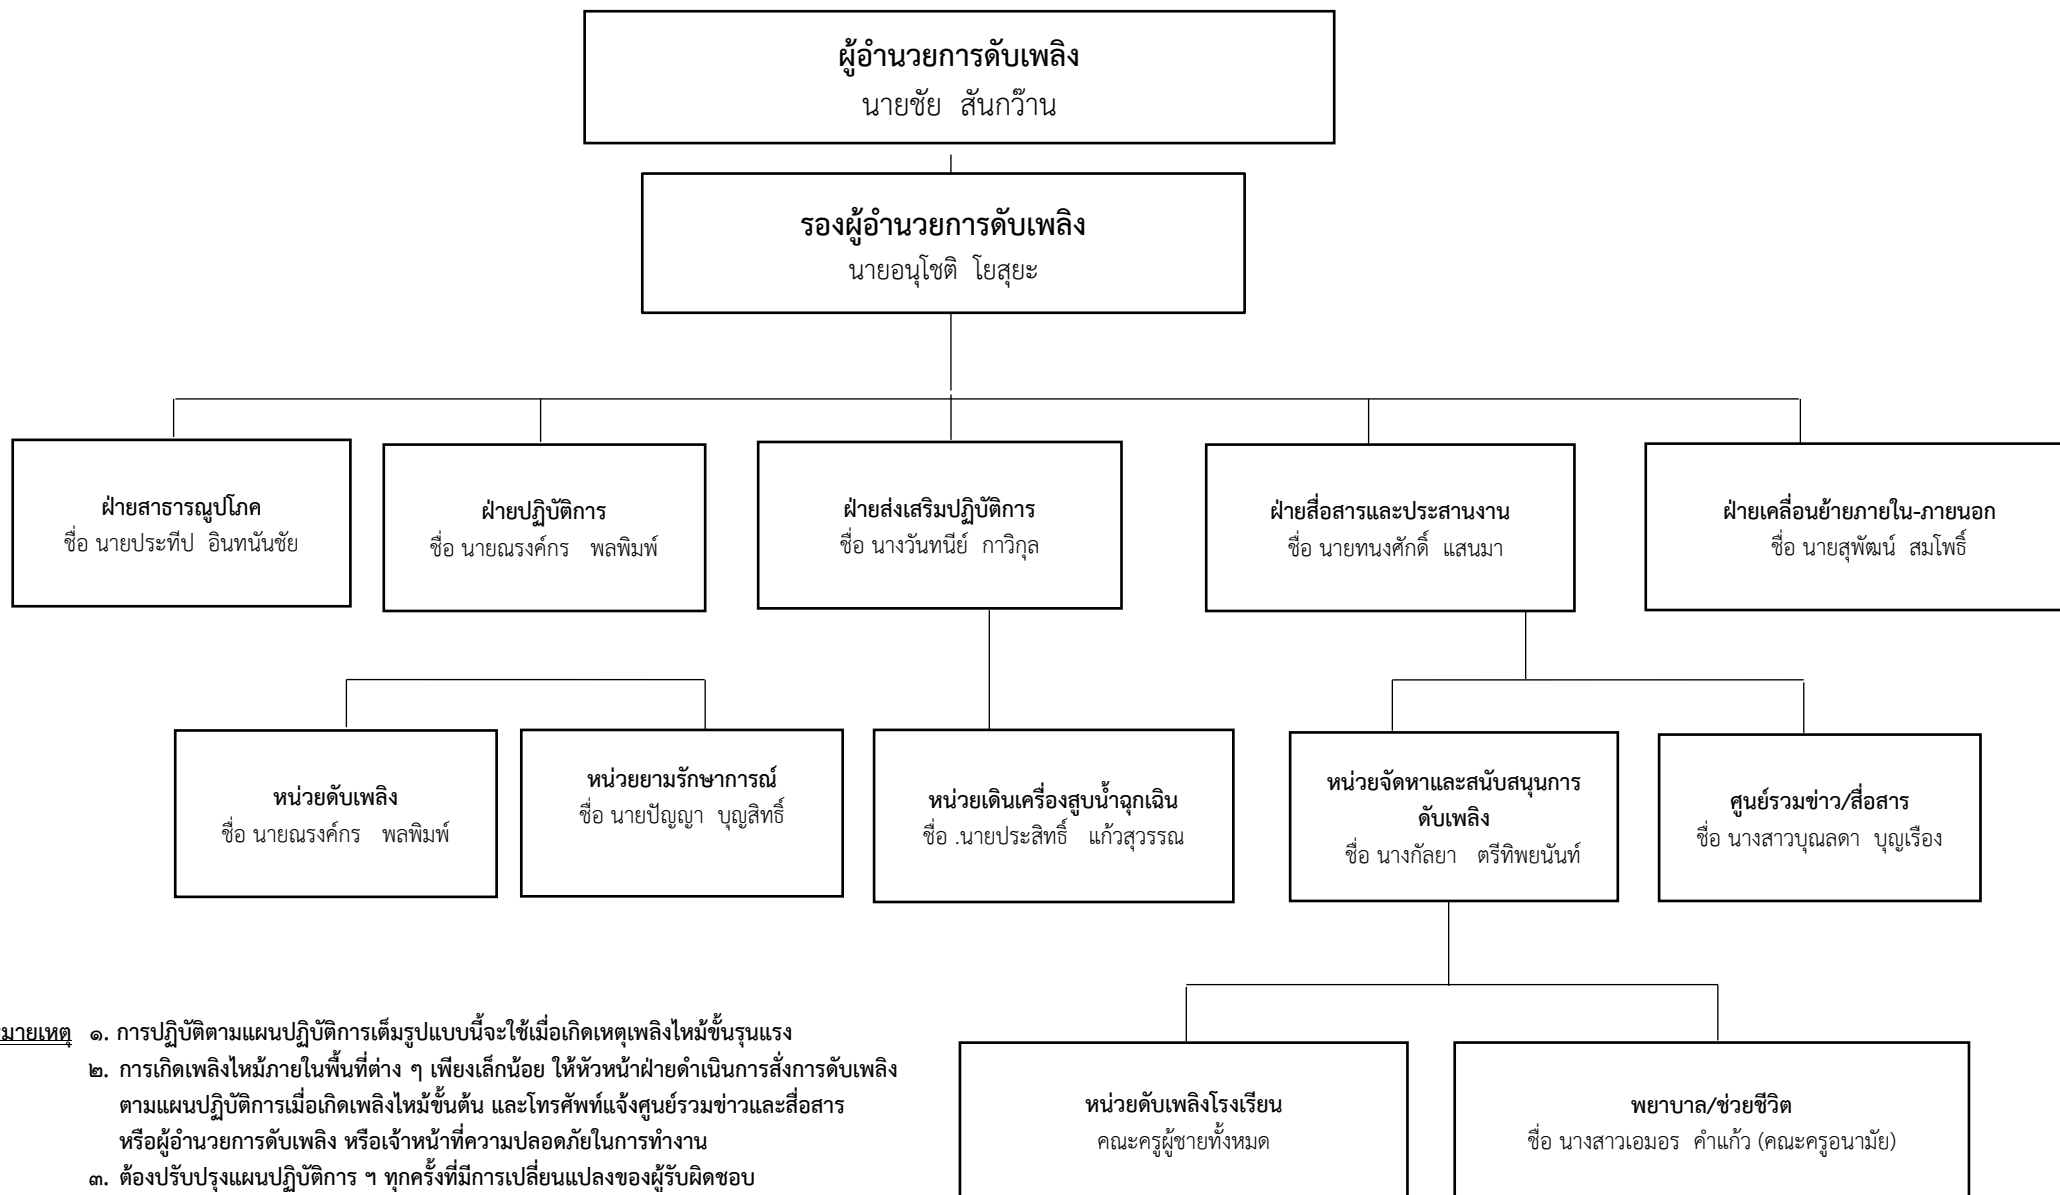 ผู้อำนวยการดับเพลิง
นายชัย สันกว๊าน
รองผู้อำนวยการดับเพลิง
นายอนุโชติ โยสุยะ
ฝ่ายสาธารณูปโภค
ชื่อ นายประทีป อินทนันชัย
ฝ่ายปฏิบัติการ
ชื่อ นายณรงค์กร พลพิมพ์
ฝ่ายส่งเสริมปฏิบัติการ
ชื่อ นางวันทนีย์ กาวิกุล
ฝ่ายสื่อสารและประสานงาน
ชื่อ นายทนงศักดิ์ แสนมา
ฝ่ายเคลื่อนย้ายภายใน-ภายนอก
ชื่อ นายสุพัฒน์ สมโพธิ์
หน่วยดับเพลิง
ชื่อ นายณรงค์กร พลพิมพ์
หน่วยยามรักษาการณ์
ชื่อ นายปัญญา บุญสิทธิ์
หน่วยเดินเครื่องสูบน้ำฉุกเฉิน
ชื่อ .นายประสิทธิ์ แก้วสุวรรณ
หน่วยจัดหาและสนับสนุนการ
ดับเพลิง
ชื่อ นางกัลยา ตรีทิพยนันท์
ศูนย์รวมข่าว/สื่อสาร
ชื่อ นางสาวบุณลดา บุญเรือง
มายเหตุ ๑. การปฏิบัติตามแผนปฏิบัติการเต็มรูปแบบนี้จะใช้เมื่อเกิดเหตุเพลิงไหม้ขั้นรุนแรง
๒. การเกิดเพลิงไหม้ภายในพื้นที่ต่าง ๆ เพียงเล็กน้อย ให้หัวหน้าฝ่ายดำเนินการสั่งการดับเพลิง
ตามแผนปฏิบัติการเมื่อเกิดเพลิงไหม้ขั้นต้น และโทรศัพท์แจ้งศูนย์รวมข่าวและสื่อสาร
หรือผู้อำนวยการดับเพลิง หรือเจ้าหน้าที่ความปลอดภัยในการทำงาน
๓. ต้องปรับปรุงแผนปฏิบัติการ ฯ ทุกครั้งที่มีการเปลี่ยนแปลงของผู้รับผิดชอบ
หน่วยดับเพลิงโรงเรียน
คณะครูผู้ชายทั้งหมด
พยาบาล/ช่วยชีวิต
ชื่อ นางสาวเอมอร คำแก้ว (คณะครูอนามัย)